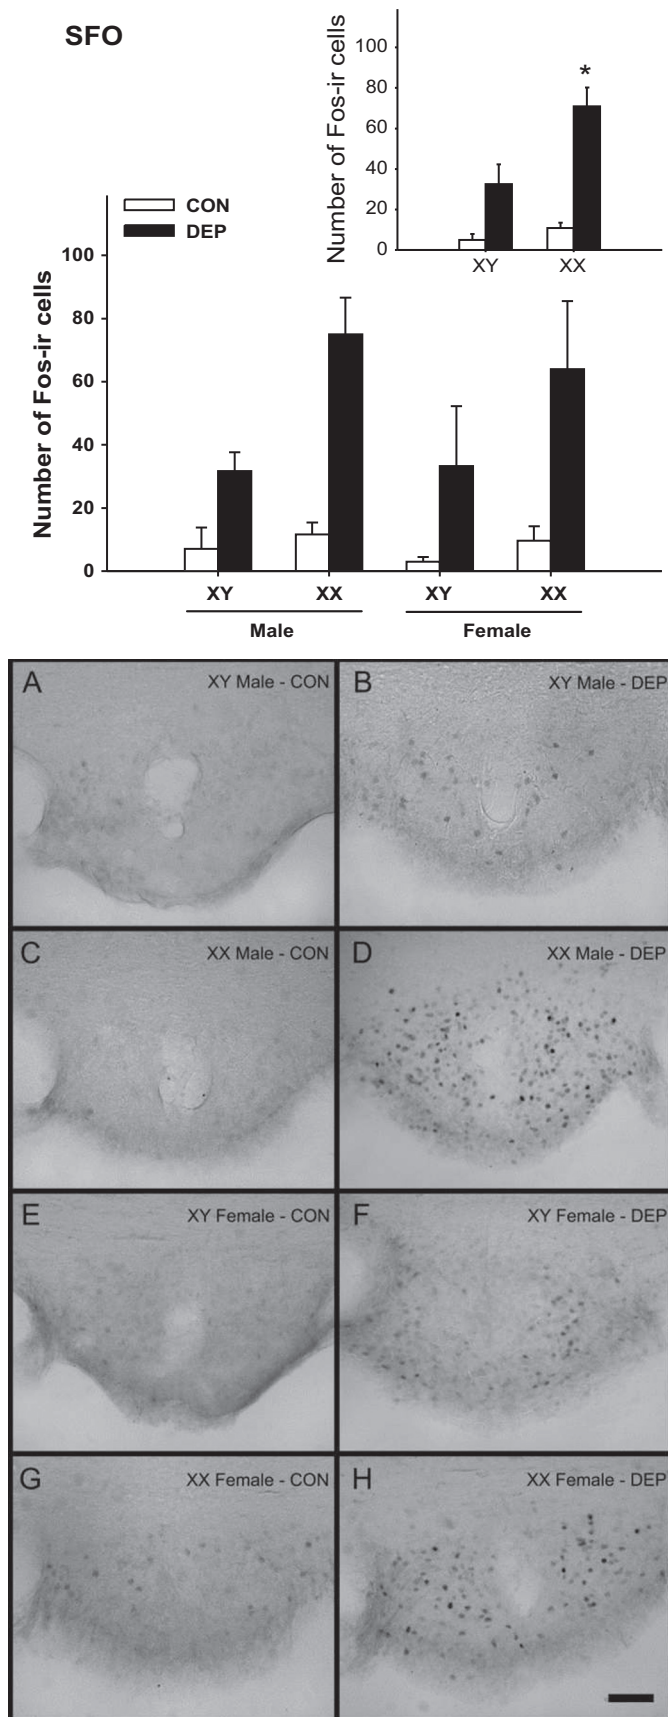 SFO
Number of Fos-ir cells
100
80
60
40
20
0
*
XY XX
CON
DEP
Number of Fos-ir cells
100
80
60
40
20
0
XY XX XY XX
Male Female
A XY Male - CON
B XY Male - DEP
C XX Male - CON
D XX Male - DEP
E XY Female - CON
F XY Female - DEP
G XX Female - CON
H XX Female - DEP